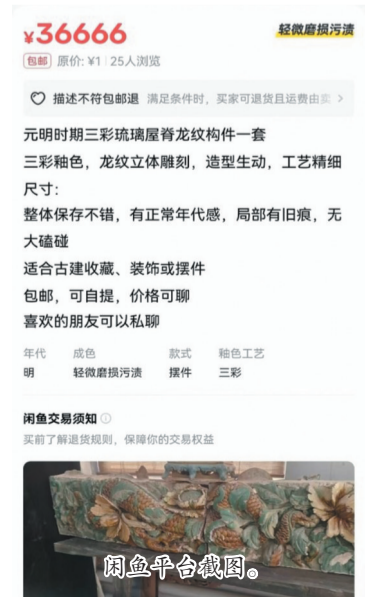 ¥36666
轻微磨损污渍
包邮 原价: ¥1 | 25人浏览
描述不符包邮退 满足条件时，买家可退货且运费由卖
元明时期三彩琉璃屋脊龙纹构件一套
三彩釉色，龙纹立体雕刻，造型生动，工艺精细
尺寸：
整体保存不错，有正常年代感，局部有旧痕，无
大磕碰
适合古建收藏、装饰或摆件
包邮，可自提，价格可聊
喜欢的朋友可以私聊
年代 成色 款式 釉色工艺
明 轻微磨损污渍 摆件 三彩
闲鱼交易须知
买前了解退货规则，保障你的交易权益
闲鱼平台截图。